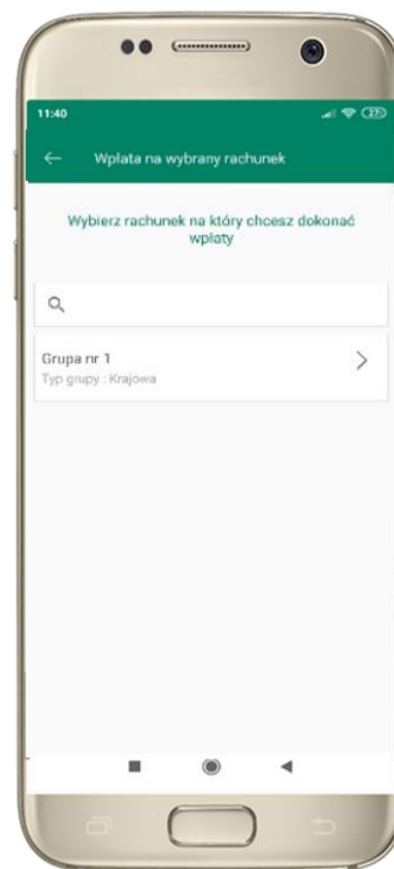 11:40
27
Wpłata na wybrany rachunek
Wybierz rachunek na który chcesz dokonać
wpłaty
Grupa nr 1
Typ grupy : Krajowa